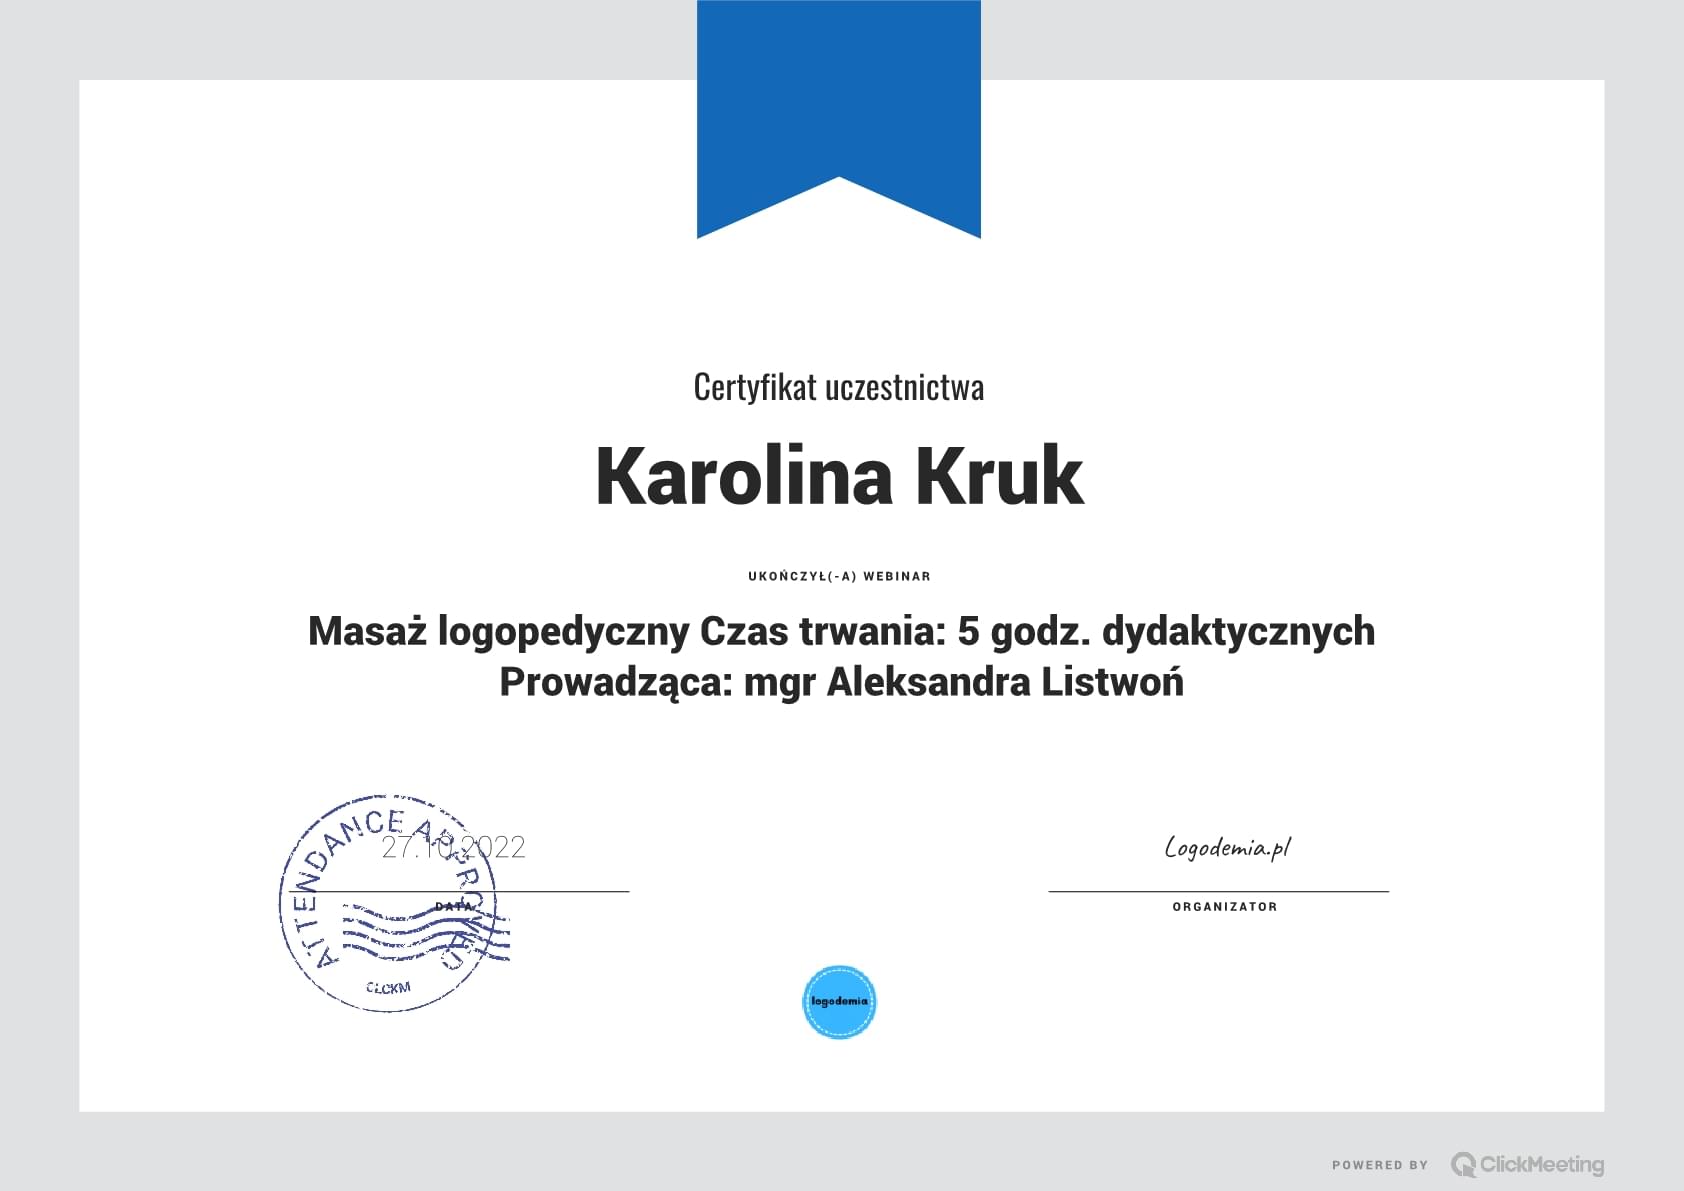 Certyfikat uczestnictwa
Karolina Kruk
UKOŃCZYŁ(-A) WEBINAR
Masaż logopedyczny Czas trwania: 5 godz. dydaktycznych
Prowadząca: mgr Aleksandra Listwoń
ATTENDANCE APPROVED
27.10.2022
Logodemia.pl
DATA
ORGANIZATOR
CLCKM
logodemia
POWERED BY ClickMeeting